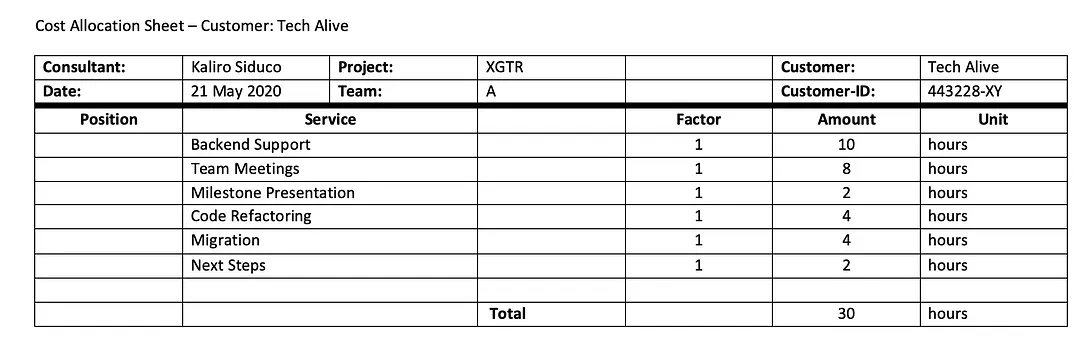 Cost Allocation Sheet – Customer: Tech Alive
Consultant: Kaliro Siduco Project: XGTR Customer: Tech Alive
Date: 21 May 2020 Team: A Customer-ID: 443228-XY
Position Service Factor Amount Unit
Backend Support 1 10 hours
Team Meetings 1 8 hours
Milestone Presentation 1 2 hours
Code Refactoring 1 4 hours
Migration 1 4 hours
Next Steps 1 2 hours
Total 30 hours